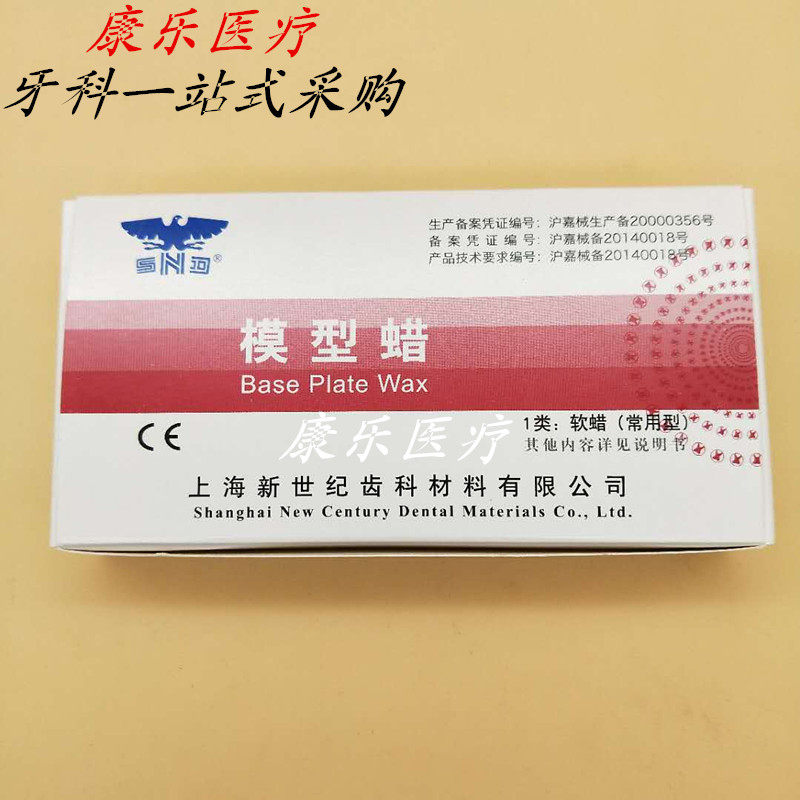 康乐医疗
牙科一站式采购
生产备案凭证编号：沪嘉械生产备20000356号
备案凭证编号：沪嘉械备20140018号
产品技术要求编号：沪嘉械备20140018号
®
模型蜡
Base Plate Wax
1类：软蜡（常用型）
其他内容详见说明书
CE
康乐医疗
上海新世纪齿科材料有限公司
Shanghai New Century Dental Materials Co., Ltd.